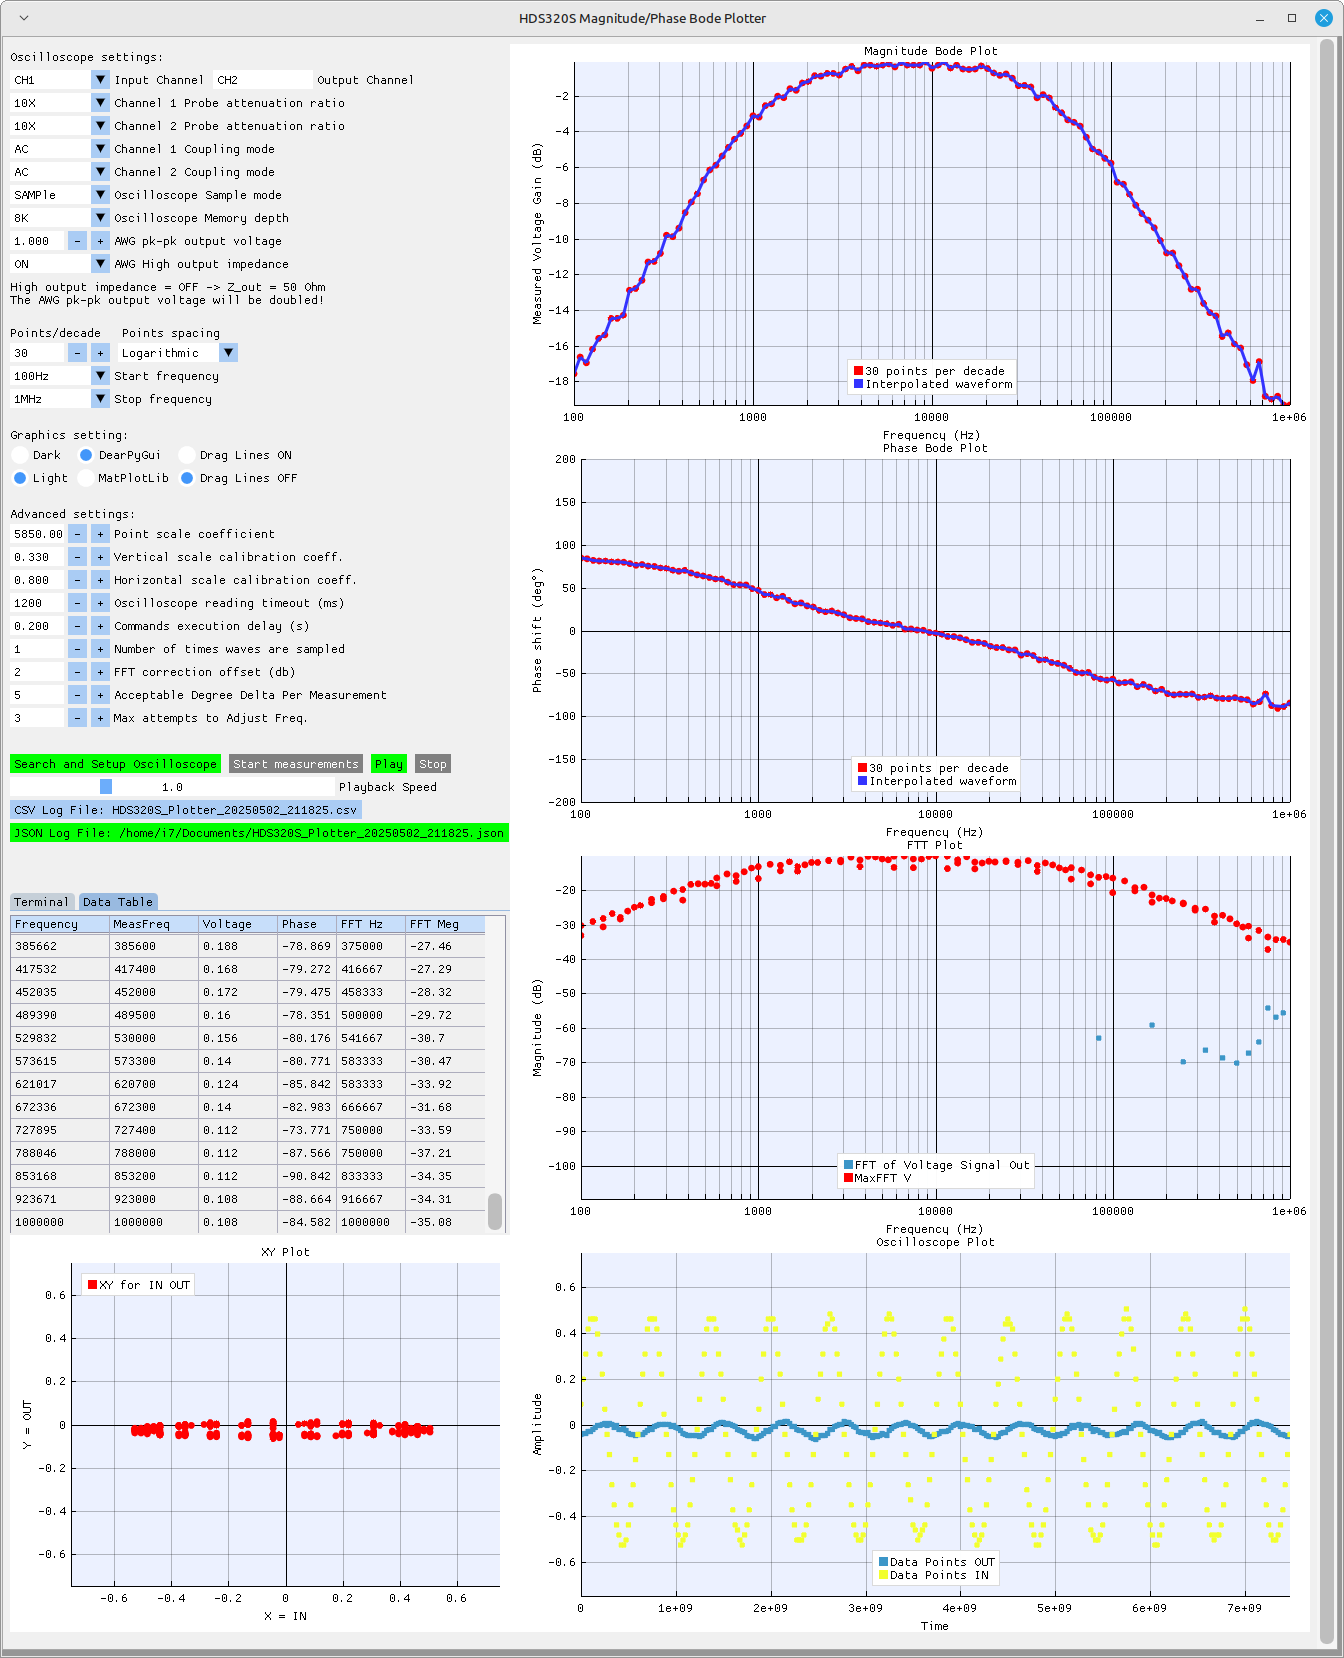 HDS320S Magnitude/Phase Bode Plotter
Oscilloscope settings:
CH1 Input Channel CH2 Output Channel
10X Channel 1 Probe attenuation ratio
10X Channel 2 Probe attenuation ratio
AC Channel 1 Coupling mode
AC Channel 2 Coupling mode
SAMPle Oscilloscope Sample mode
8K Oscilloscope Memory depth
1.000 - + AWG pk-pk output voltage
ON AWG High output impedance
High output impedance = OFF -> Z_out = 50 Ohm
The AWG pk-pk output voltage will be doubled!
Points/decade Points spacing
30 - + Logarithmic
100Hz Start frequency
1MHz Stop frequency
Graphics setting:
Dark DearPyGui Drag Lines ON
Light MatPlotLib Drag Lines OFF
Advanced settings:
5850.00 - + Point scale coefficient
0.330 - + Vertical scale calibration coeff.
0.800 - + Horizontal scale calibration coeff.
1200 - + Oscilloscope reading timeout (ms)
0.200 - + Commands execution delay (s)
1 - + Number of times waves are sampled
2 - + FFT correction offset (db)
5 - + Acceptable Degree Delta Per Measurement
3 - + Max attempts to Adjust Freq.
Search and Setup Oscilloscope Start measurements Play Stop
1.0 Playback Speed
CSV Log File: HDS320S_Plotter_20250502_211825.csv
JSON Log File: /home/i7/Documents/HDS320S_Plotter_20250502_211825.json
Terminal Data Table
Frequency MeasFreq Voltage Phase FFT Hz FFT Meg
385662 385600 0.188 -78.869 375000 -27.46
417532 417400 0.168 -79.272 416667 -27.29
452035 452000 0.172 -79.475 458333 -28.32
489390 489500 0.16 -78.351 500000 -29.72
529832 530000 0.156 -80.176 541667 -30.7
573615 573300 0.14 -80.771 583333 -30.47
621017 620700 0.124 -85.842 583333 -33.92
672336 672300 0.14 -82.983 666667 -31.68
727895 727400 0.112 -73.771 750000 -33.59
788046 788000 0.112 -87.566 750000 -37.21
853168 853200 0.112 -90.842 833333 -34.35
923671 923000 0.108 -88.664 916667 -34.31
1000000 1000000 0.108 -84.582 1000000 -35.08
XY Plot
XY for IN OUT
Y = OUT
0.6
0.4
0.2
0
-0.2
-0.4
-0.6
-0.6 -0.4 -0.2 0 0.2 0.4 0.6
X = IN
Magnitude Bode Plot
Measured Voltage Gain (dB)
-2
-4
-6
-8
-10
-12
-14
-16
-18
30 points per decade
Interpolated waveform
100 1000 10000 100000 1e+06
Frequency (Hz)
Phase Bode Plot
Phase shift (deg°)
200
150
100
50
0
-50
-100
-150
-200
30 points per decade
Interpolated waveform
100 1000 10000 100000 1e+06
Frequency (Hz)
FTT Plot
Magnitude (dB)
-20
-30
-40
-50
-60
-70
-80
-90
-100
FFT of Voltage Signal Out
MaxFFT V
100 1000 10000 100000 1e+06
Frequency (Hz)
Oscilloscope Plot
Amplitude
0.6
0.4
0.2
0
-0.2
-0.4
-0.6
Data Points OUT
Data Points IN
0 1e+09 2e+09 3e+09 4e+09 5e+09 6e+09 7e+09
Time